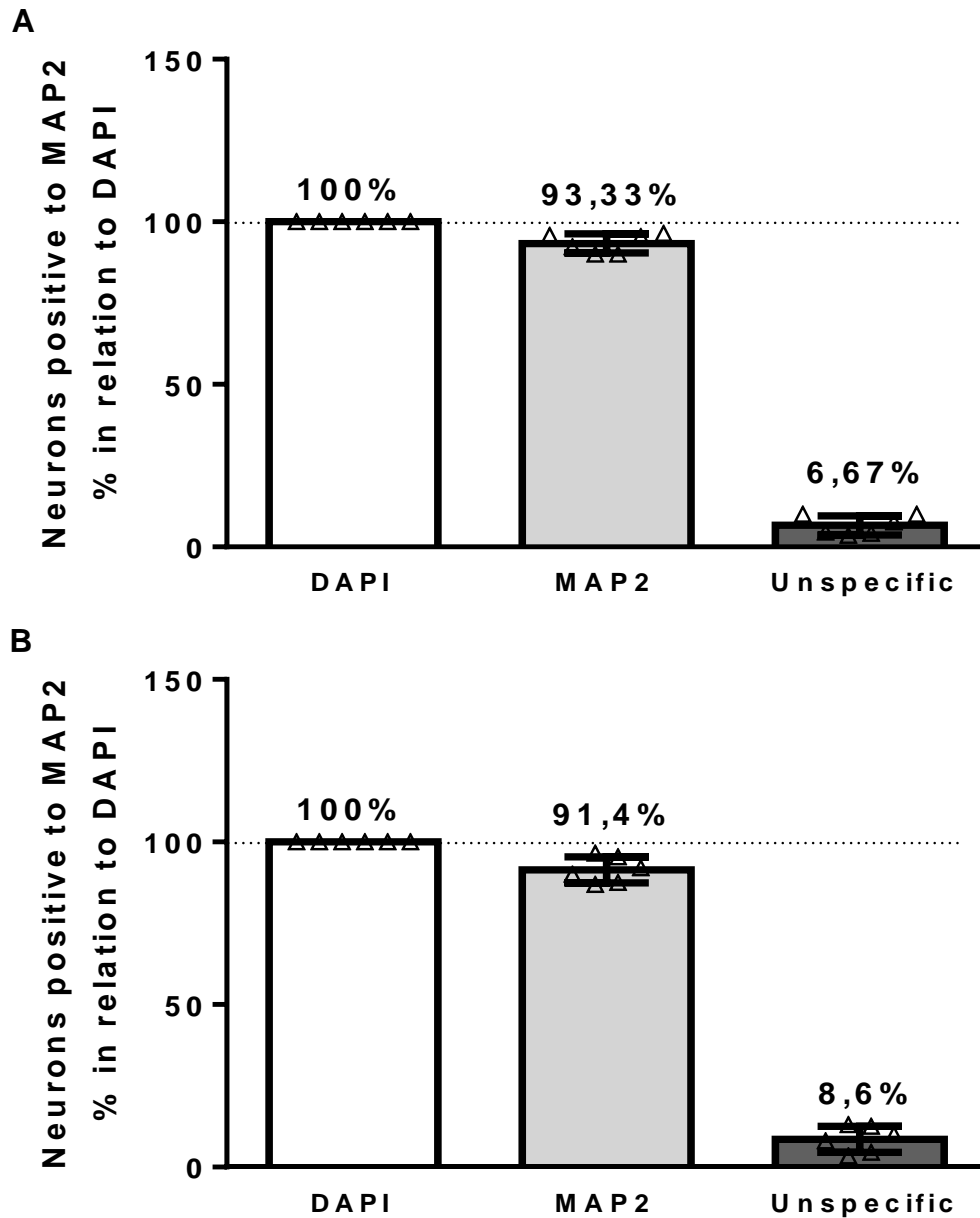 A
Neurons positive to MAP2
% in relation to DAPI
150
100
50
0
100%
93,33%
6,67%
DAPI
MAP2
Unspecific
B
Neurons positive to MAP2
% in relation to DAPI
150
100
50
0
100%
91,4%
8,6%
DAPI
MAP2
Unspecific